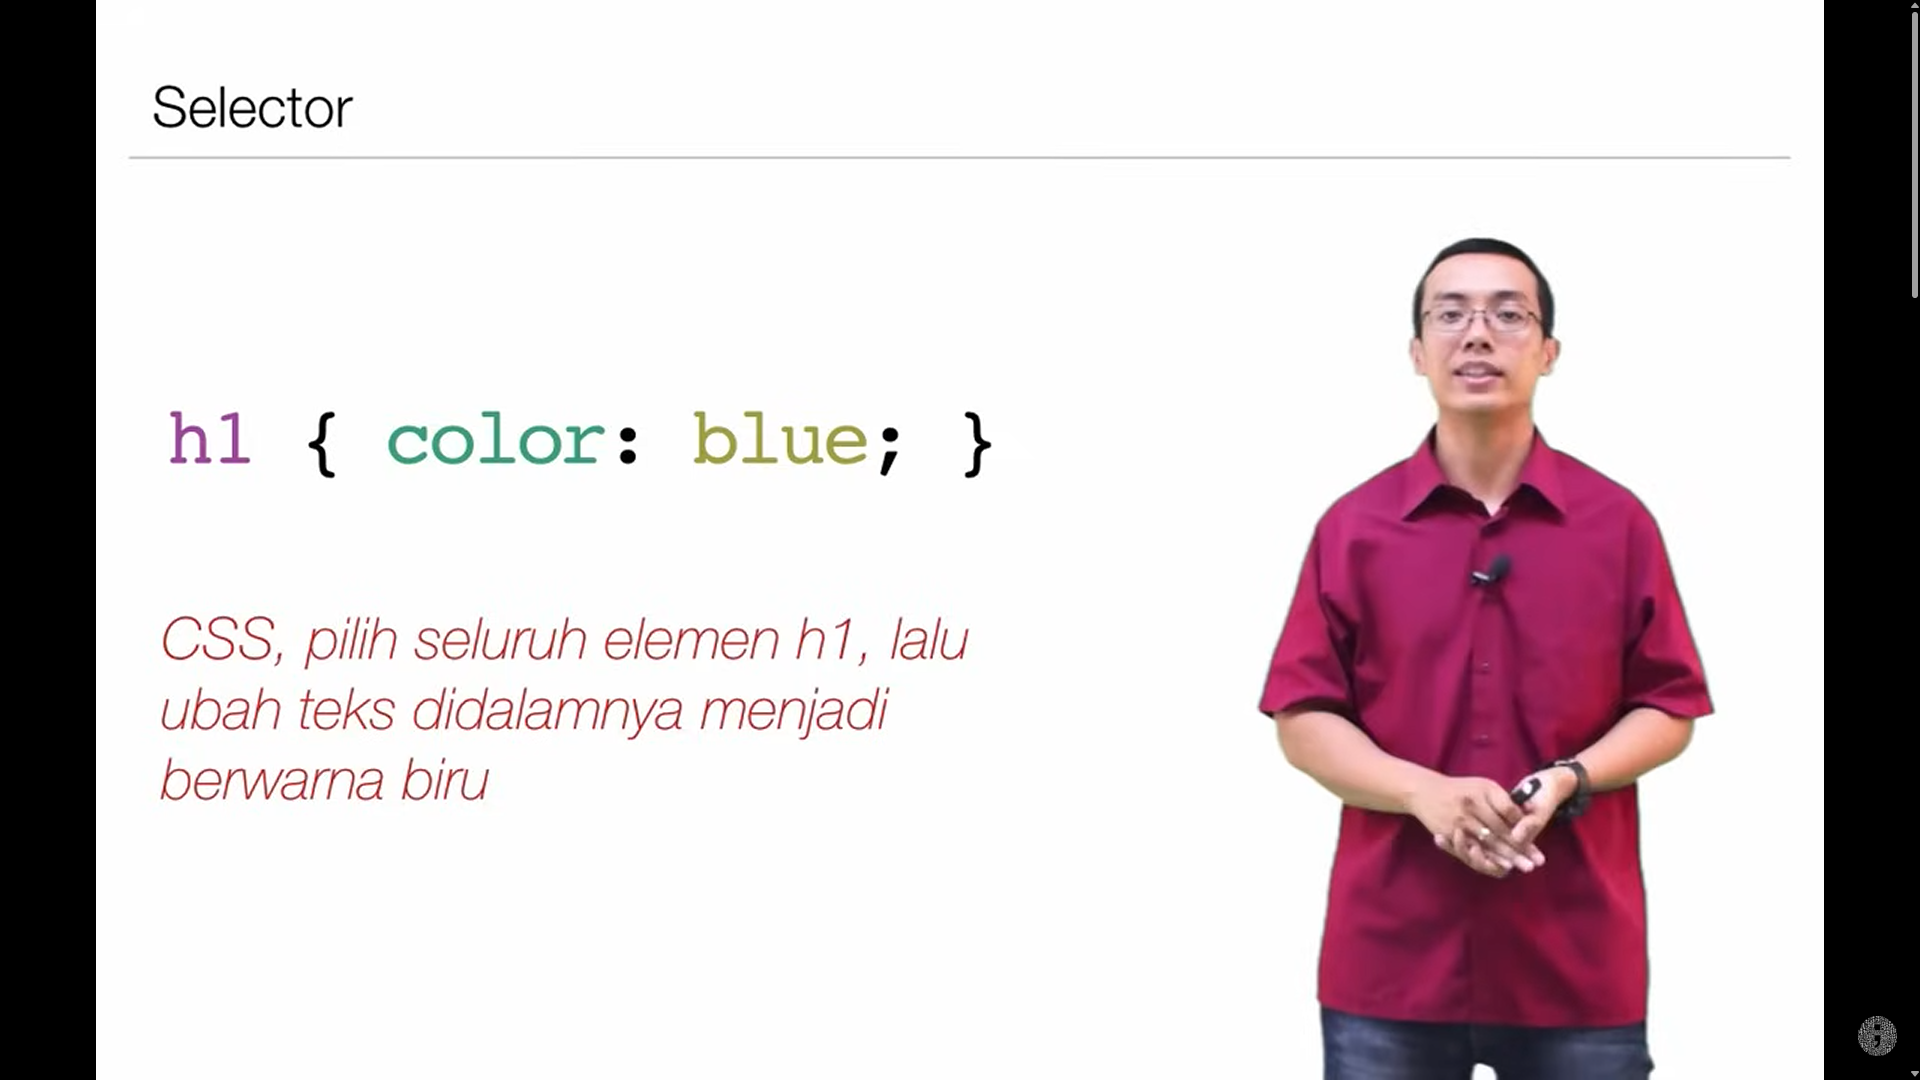 Selector
h1 { color: blue; }
CSS, pilih seluruh elemen h1, lalu
ubah teks didalamnya menjadi
berwarna biru